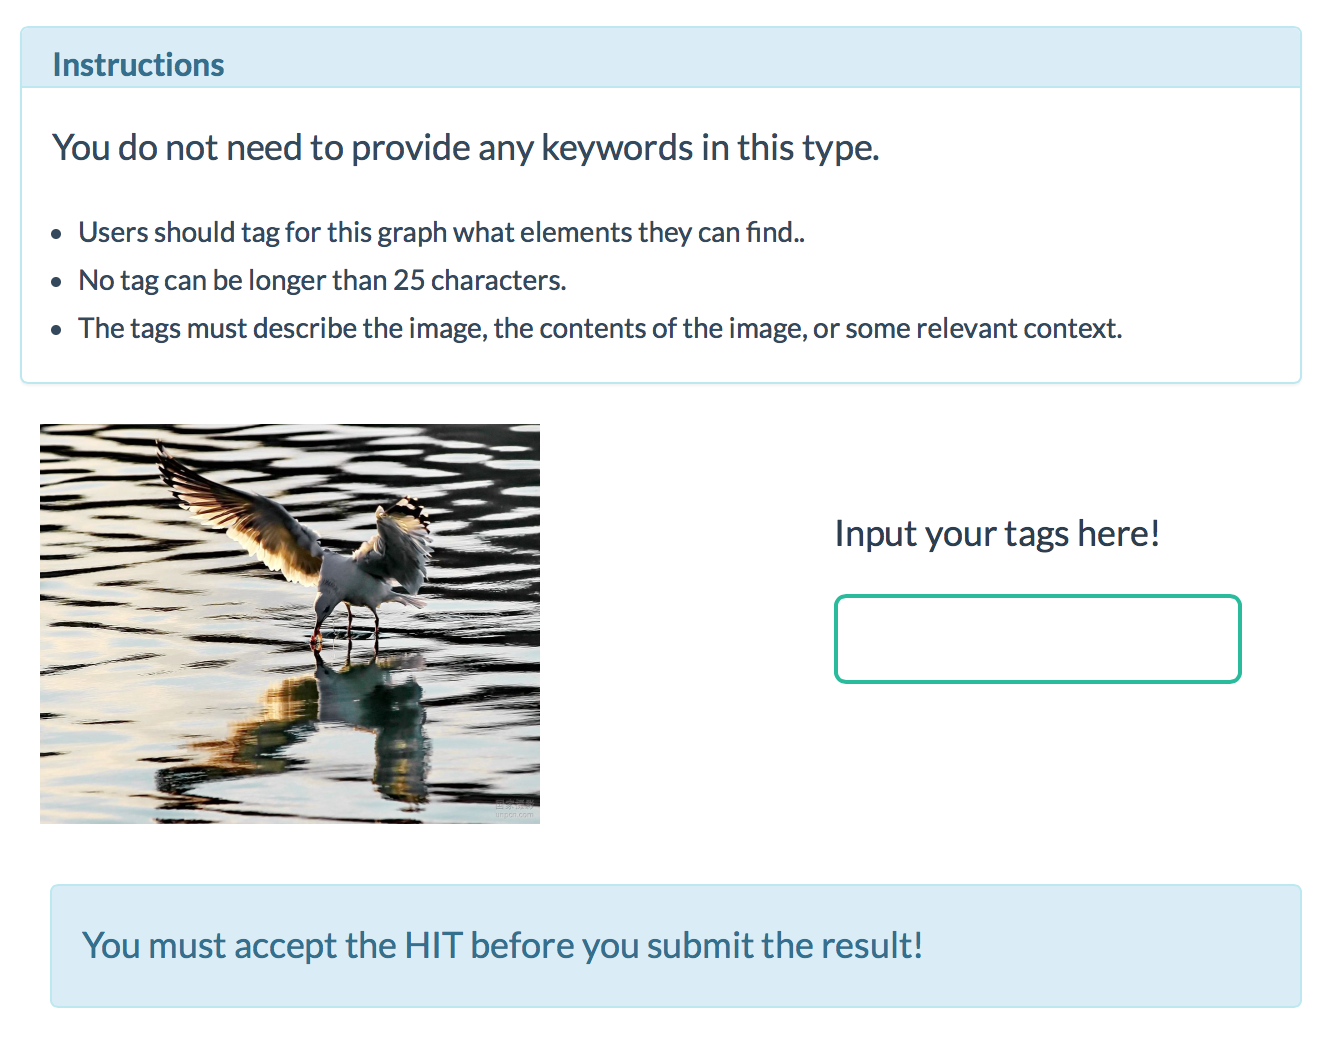 Instructions
You do not need to provide any keywords in this type.
• Users should tag for this graph what elements they can find..
• No tag can be longer than 25 characters.
• The tags must describe the image, the contents of the image, or some relevant context.
Input your tags here!
You must accept the HIT before you submit the result!